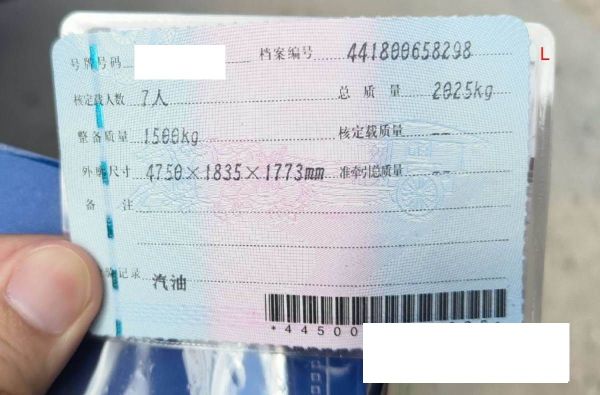 号牌号码 档案编号 441800658298
核定载人数 7人 总质量 2025kg
整备质量 1500kg 核定载质量 --
外廓尺寸 4750×1835×1773mm 准牵引总质量 --
备注
记录 汽油
*44500
L